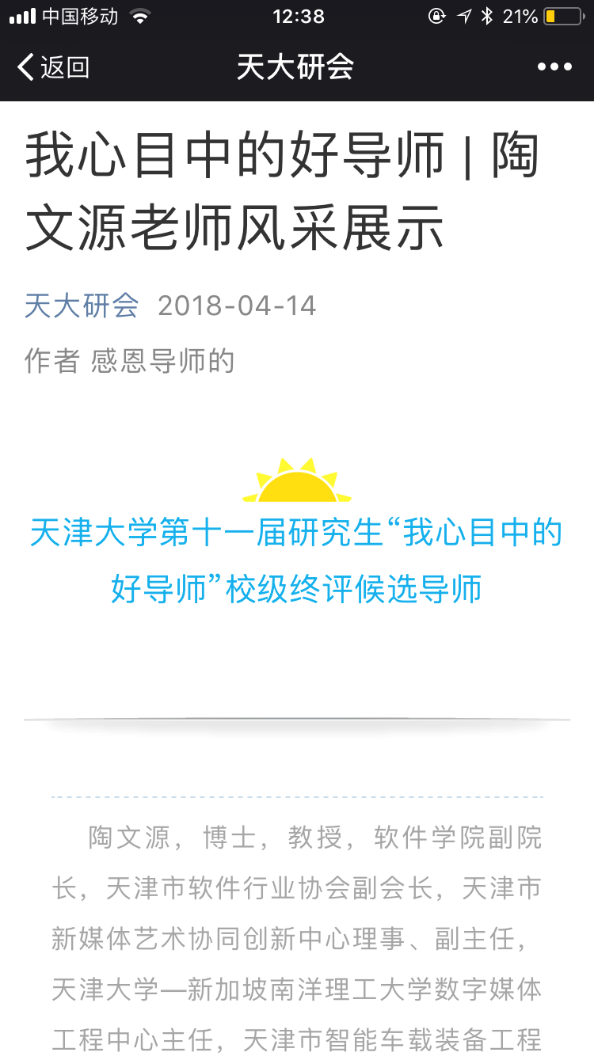 中国移动 12:38 21%
返回 天大研会
我心目中的好导师 | 陶
文源老师风采展示
天大研会 2018-04-14
作者 感恩导师的
天津大学第十一届研究生“我心目中的
好导师”校级终评候选导师
陶文源，博士，教授，软件学院副院
长，天津市软件行业协会副会长，天津市
新媒体艺术协同创新中心理事、副主任，
天津大学—新加坡南洋理工大学数字媒体
工程中心主任，天津市智能车载装备工程